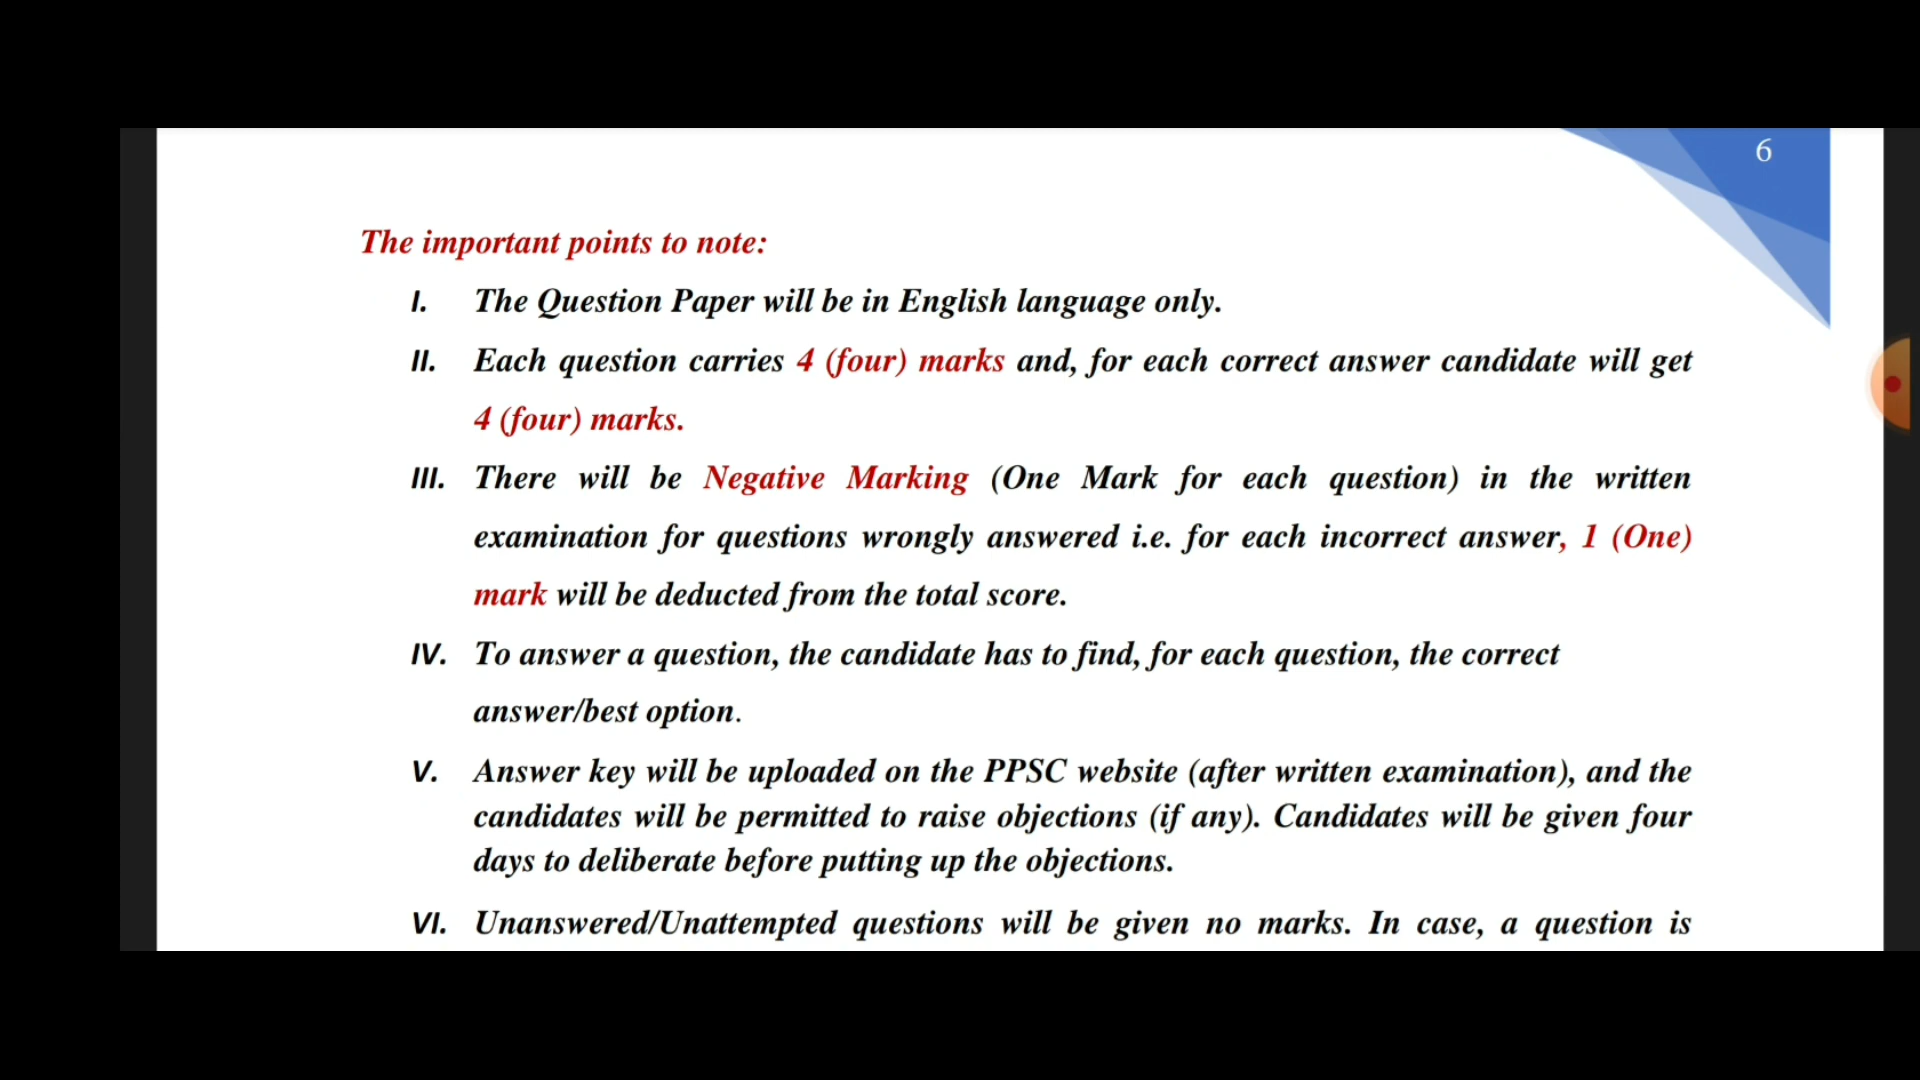 6
The important points to note:
I. The Question Paper will be in English language only.
II. Each question carries 4 (four) marks and, for each correct answer candidate will get
4 (four) marks.
III. There will be Negative Marking (One Mark for each question) in the written
examination for questions wrongly answered i.e. for each incorrect answer, 1 (One)
mark will be deducted from the total score.
IV. To answer a question, the candidate has to find, for each question, the correct
answer/best option.
V. Answer key will be uploaded on the PPSC website (after written examination), and the
candidates will be permitted to raise objections (if any). Candidates will be given four
days to deliberate before putting up the objections.
VI. Unanswered/Unattempted questions will be given no marks. In case, a question is